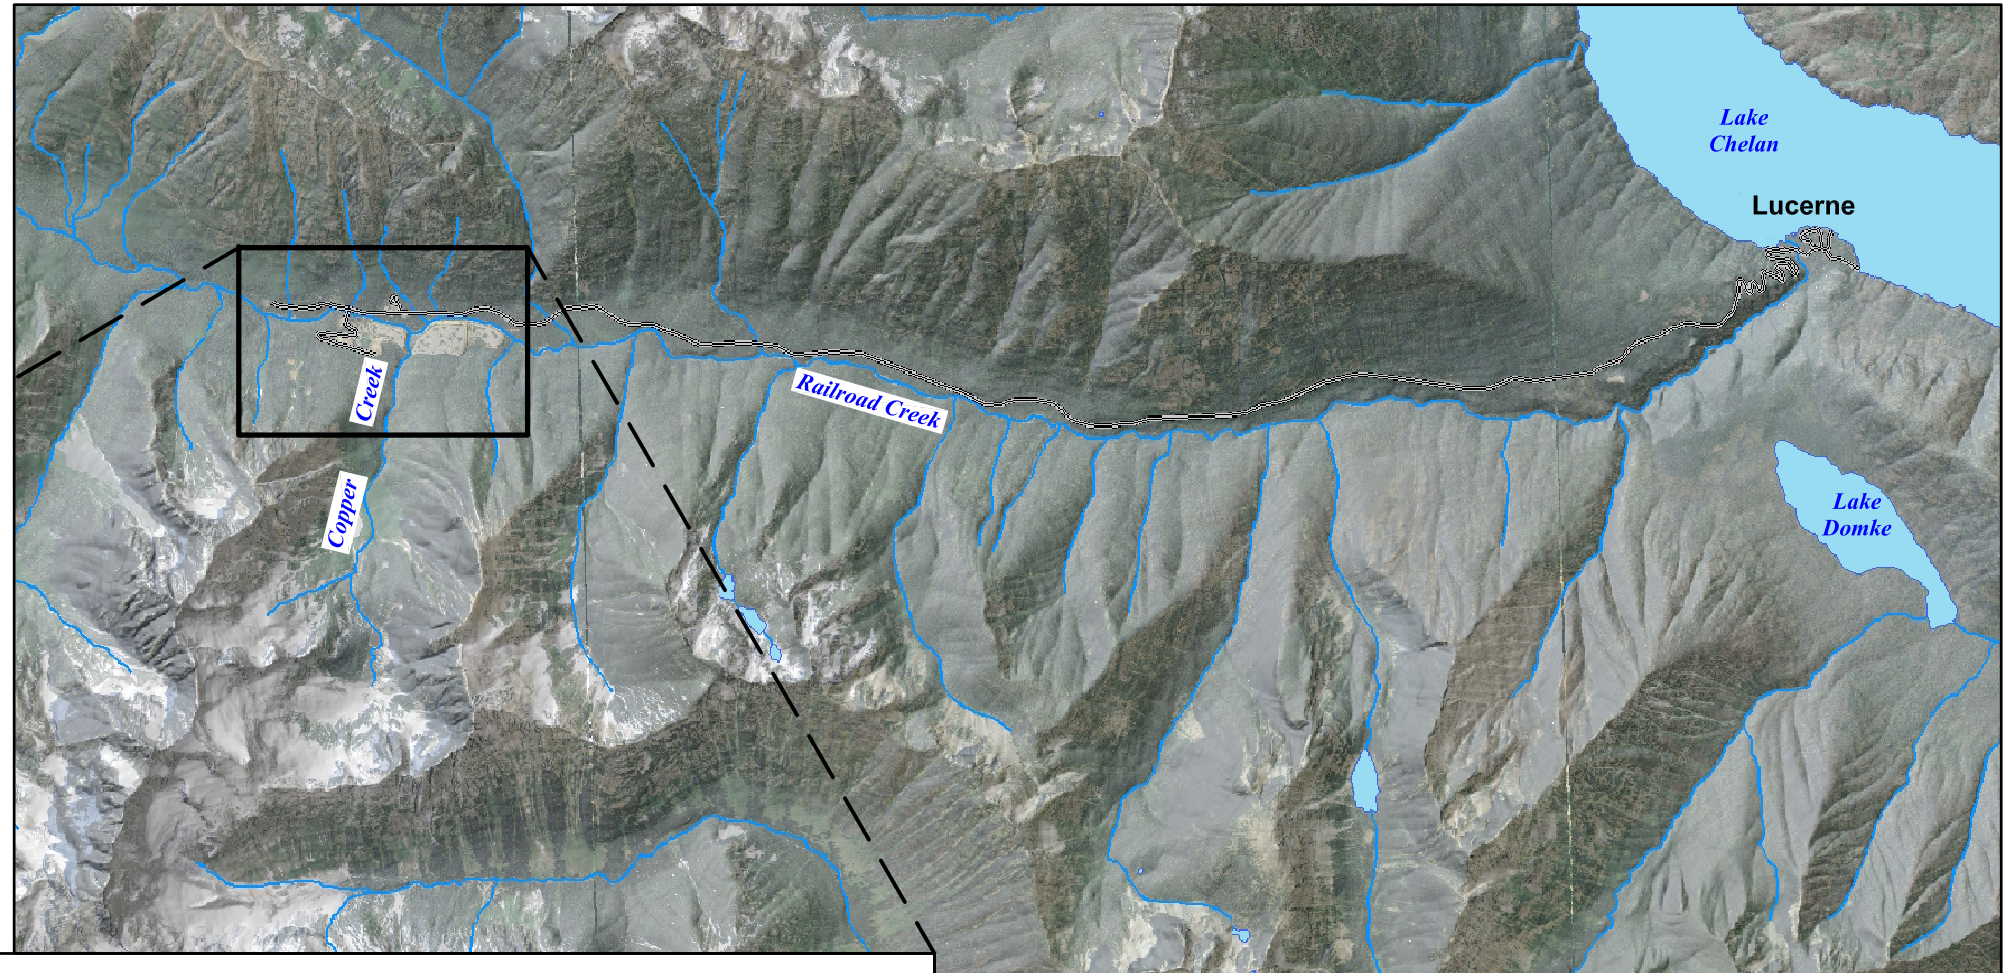 Lake
Chelan
Lucerne
Railroad Creek
Copper
Creek
Lake
Domke